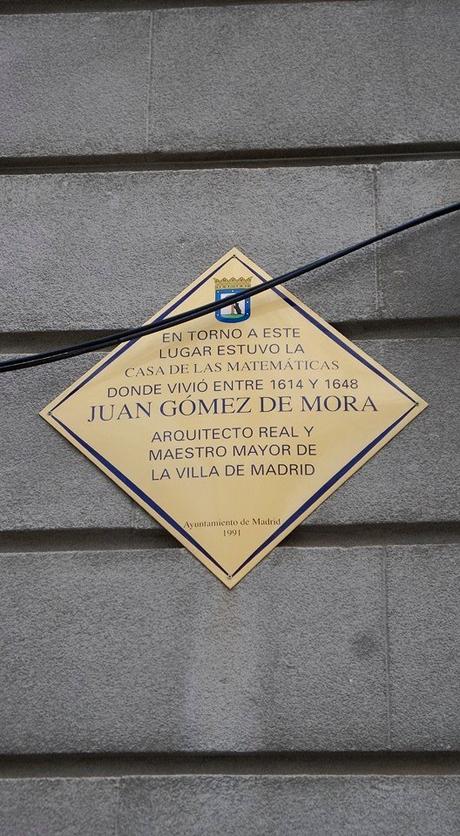 EN TORNO A ESTE
LUGAR ESTUVO LA
CASA DE LAS MATEMÁTICAS
DONDE VIVIÓ ENTRE 1614 Y 1648
JUAN GÓMEZ DE MORA
ARQUITECTO REAL Y
MAESTRO MAYOR DE
LA VILLA DE MADRID
Ayuntamiento de Madrid
1991